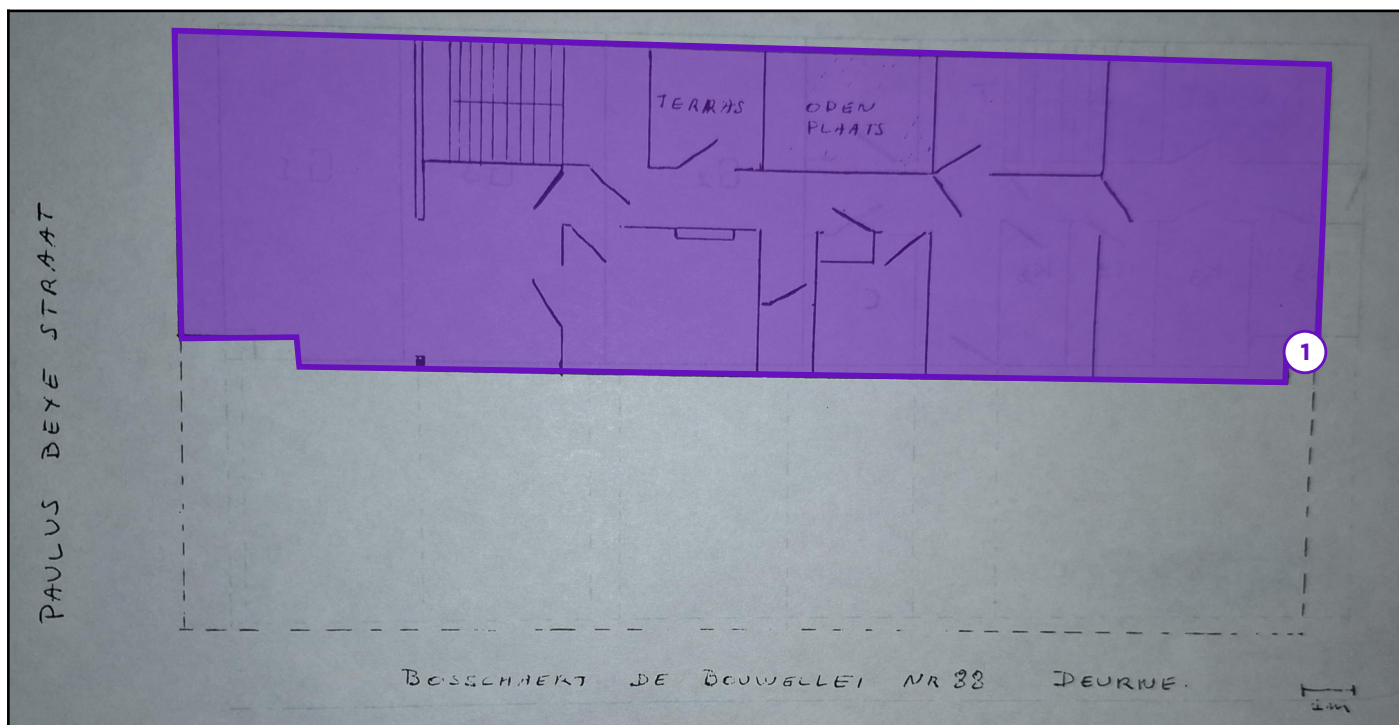 TERRAS
OPEN
PLAATS
C
1
PAULUS BEYE STRAAT
BOSSCHAERT DE BOUWELLEI NR 88 DEURNE.
1m